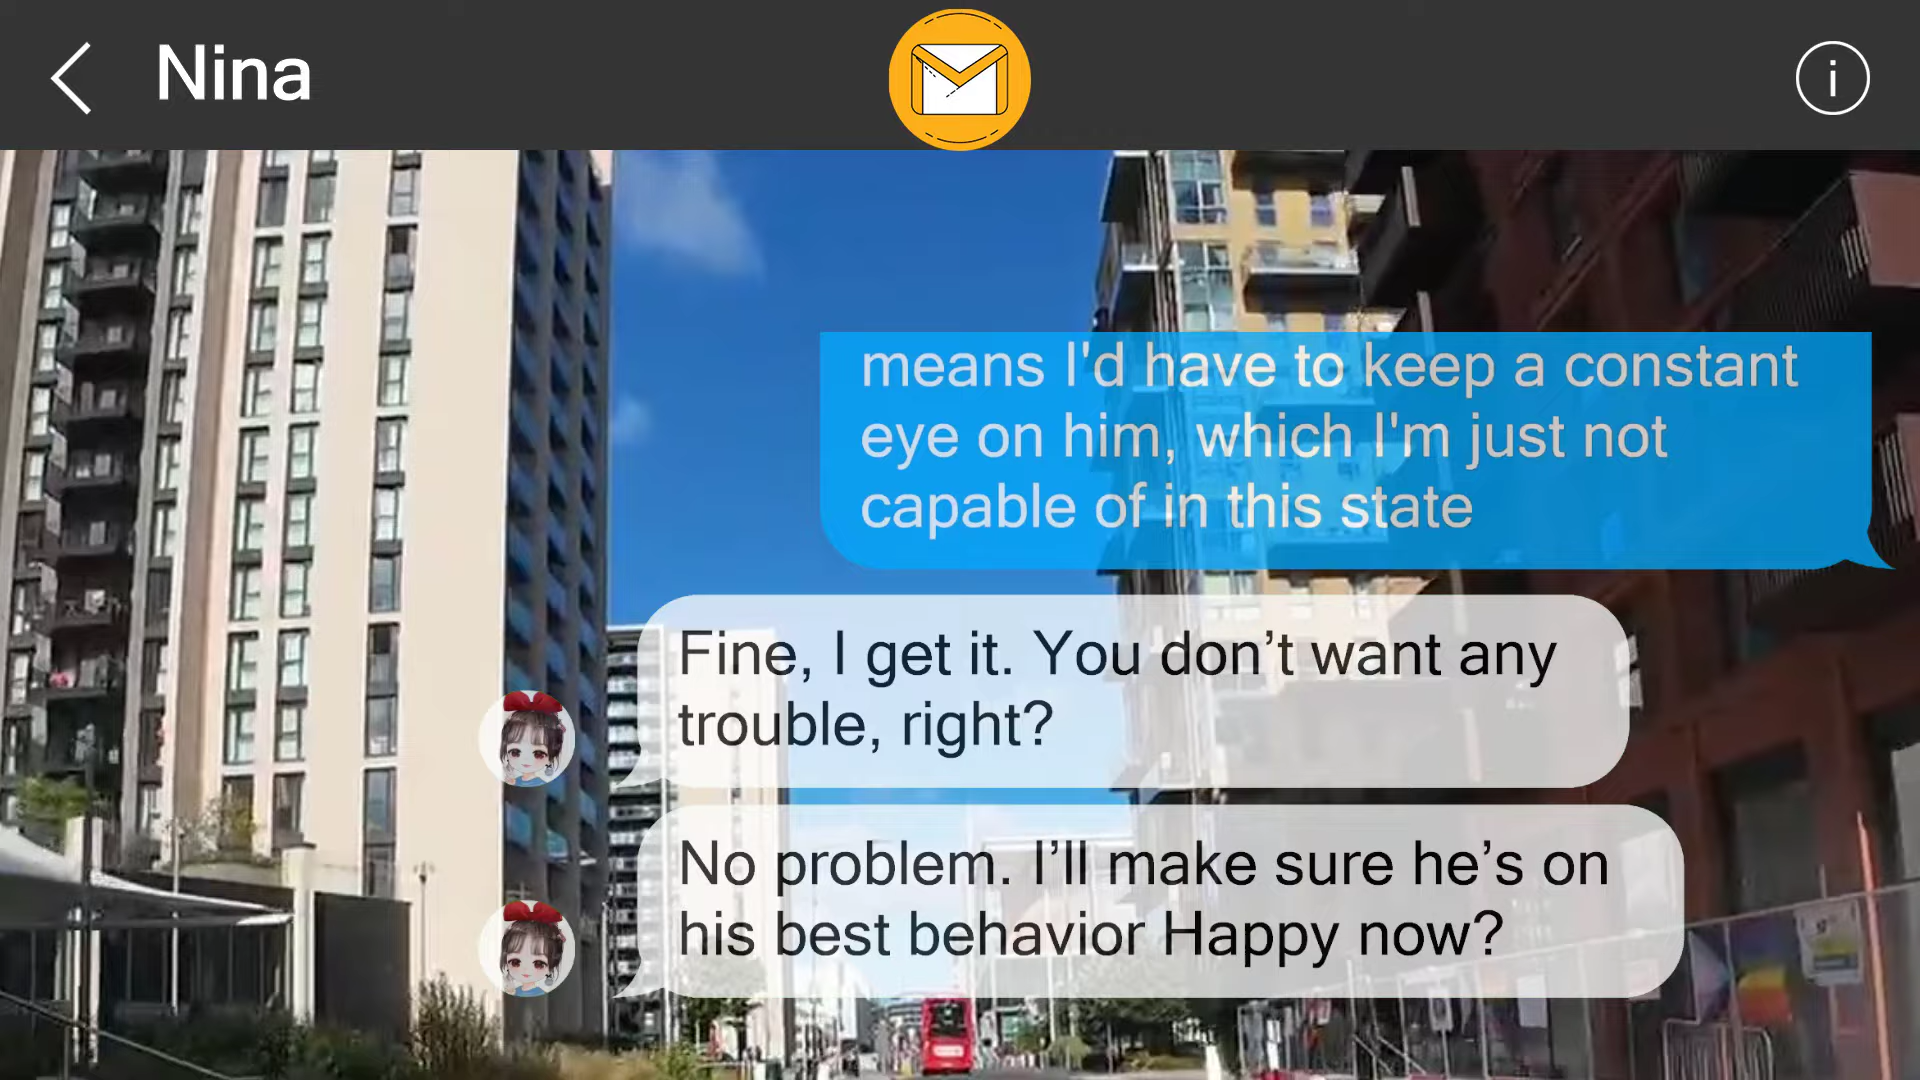 Nina
means I'd have to keep a constant
eye on him, which I'm just not
capable of in this state
Fine, I get it. You don’t want any
trouble, right?
No problem. I’ll make sure he’s on
his best behavior Happy now?